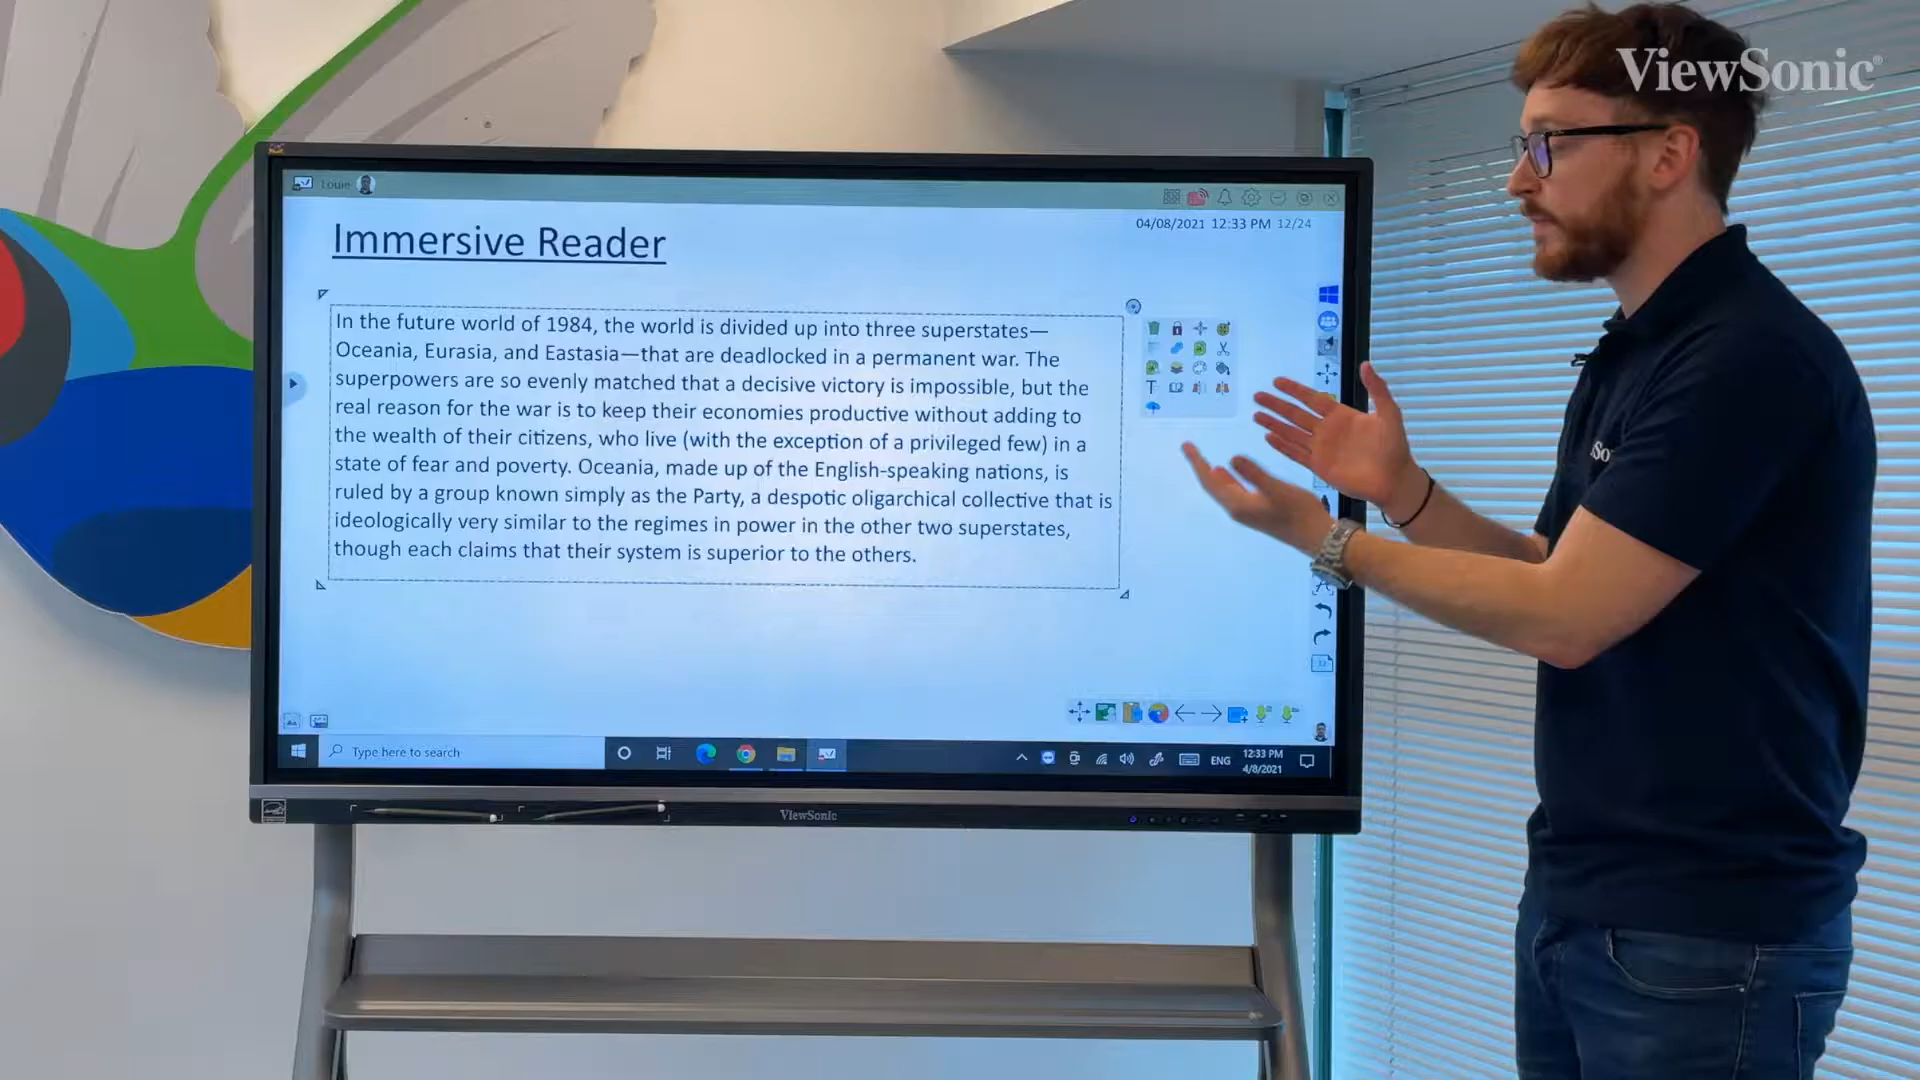 ViewSonic
Louie
04/08/2021 12:33 PM 12/24
Immersive Reader
In the future world of 1984, the world is divided up into three superstates—
Oceania, Eurasia, and Eastasia—that are deadlocked in a permanent war. The
superpowers are so evenly matched that a decisive victory is impossible, but the
real reason for the war is to keep their economies productive without adding to
the wealth of their citizens, who live (with the exception of a privileged few) in a
state of fear and poverty. Oceania, made up of the English-speaking nations, is
ruled by a group known simply as the Party, a despotic oligarchical collective that is
ideologically very similar to the regimes in power in the other two superstates,
though each claims that their system is superior to the others.
Type here to search
ENG
12:33 PM
4/8/2021
ViewSonic